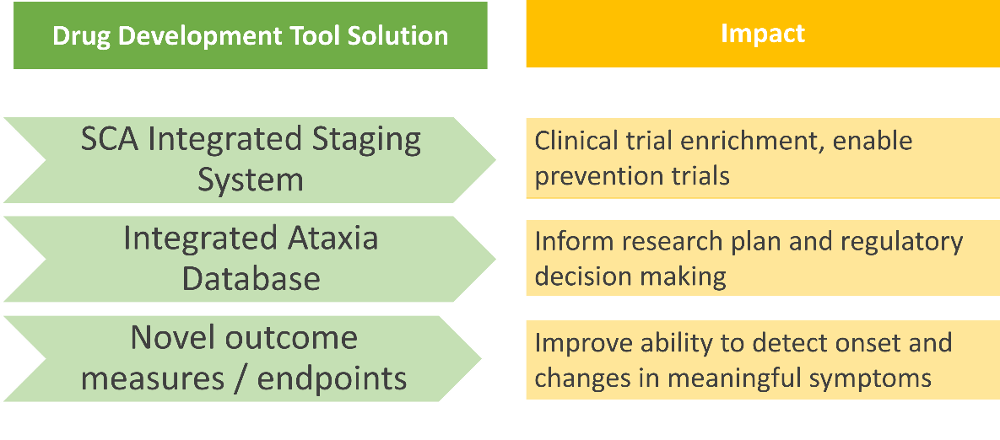 Drug Development Tool Solution
Impact
SCA Integrated Staging
System
Clinical trial enrichment, enable
prevention trials
Integrated Ataxia
Database
Inform research plan and regulatory
decision making
Novel outcome
measures / endpoints
Improve ability to detect onset and
changes in meaningful symptoms